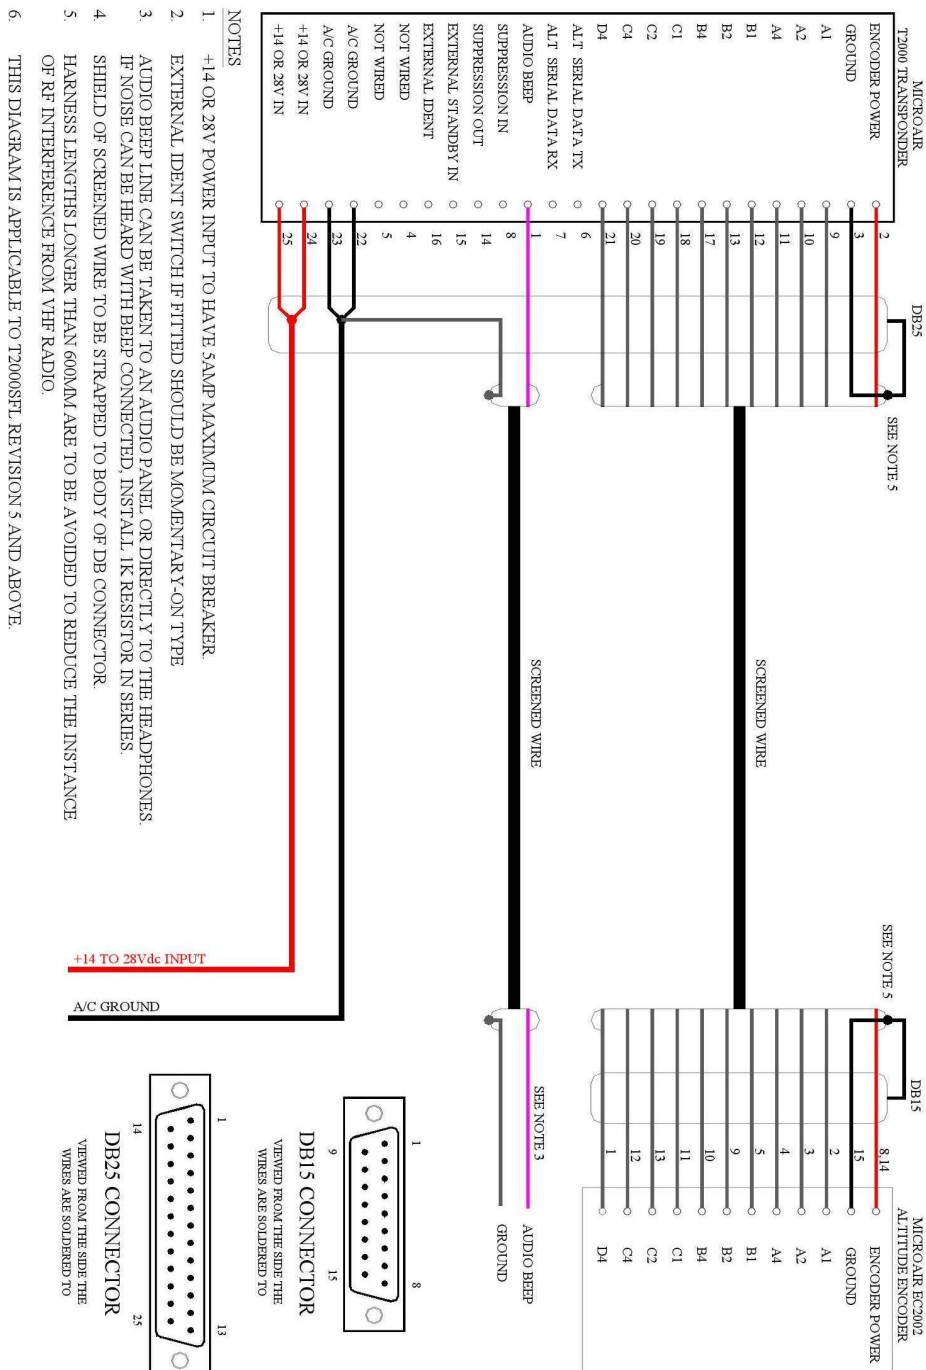 MICROAIR
T2000 TRANSPONDER
ENCODER POWER
GROUND
A1
A2
A4
B1
B2
B4
C1
C2
C4
D4
ALT SERIAL DATA TX
ALT SERIAL DATA RX
AUDIO BEEP
SUPPRESSION IN
SUPPRESSION OUT
EXTERNAL STANDBY IN
EXTERNAL IDENT
NOT WIRED
NOT WIRED
A/C GROUND
A/C GROUND
+14 OR 28V IN
+14 OR 28V IN
2
3
9
10
11
12
13
17
18
19
20
21
6
7
1
8
14
15
16
4
5
22
23
24
25
DB25
SEE NOTE 5
SCREENED WIRE
SCREENED WIRE
SEE NOTE 5
DB15
SEE NOTE 3
8,14
15
2
3
4
5
9
10
11
13
12
1
MICROAIR EC2002
ALTITUDE ENCODER
ENCODER POWER
GROUND
A1
A2
A4
B1
B2
B4
C1
C2
C4
D4
AUDIO BEEP
GROUND
+14 TO 28Vdc INPUT
A/C GROUND
1
8
9
15
DB15 CONNECTOR
VIEWED FROM THE SIDE THE
WIRES ARE SOLDERED TO
1
13
14
25
DB25 CONNECTOR
VIEWED FROM THE SIDE THE
WIRES ARE SOLDERED TO
NOTES
1. +14 OR 28V POWER INPUT TO HAVE 5AMP MAXIMUM CIRCUIT BREAKER.
2. EXTERNAL IDENT SWITCH IF FITTED SHOULD BE MOMENTARY-ON TYPE
3. AUDIO BEEP LINE CAN BE TAKEN TO AN AUDIO PANEL OR DIRECTLY TO THE HEADPHONES.
IF NOISE CAN BE HEARD WITH BEEP CONNECTED, INSTALL 1K RESISTOR IN SERIES.
4. SHIELD OF SCREENED WIRE TO BE STRAPPED TO BODY OF DB CONNECTOR.
5. HARNESS LENGTHS LONGER THAN 600MM ARE TO BE AVOIDED TO REDUCE THE INSTANCE
OF RF INTERFERENCE FROM VHF RADIO.
6. THIS DIAGRAM IS APPLICABLE TO T2000SFL REVISION 5 AND ABOVE.